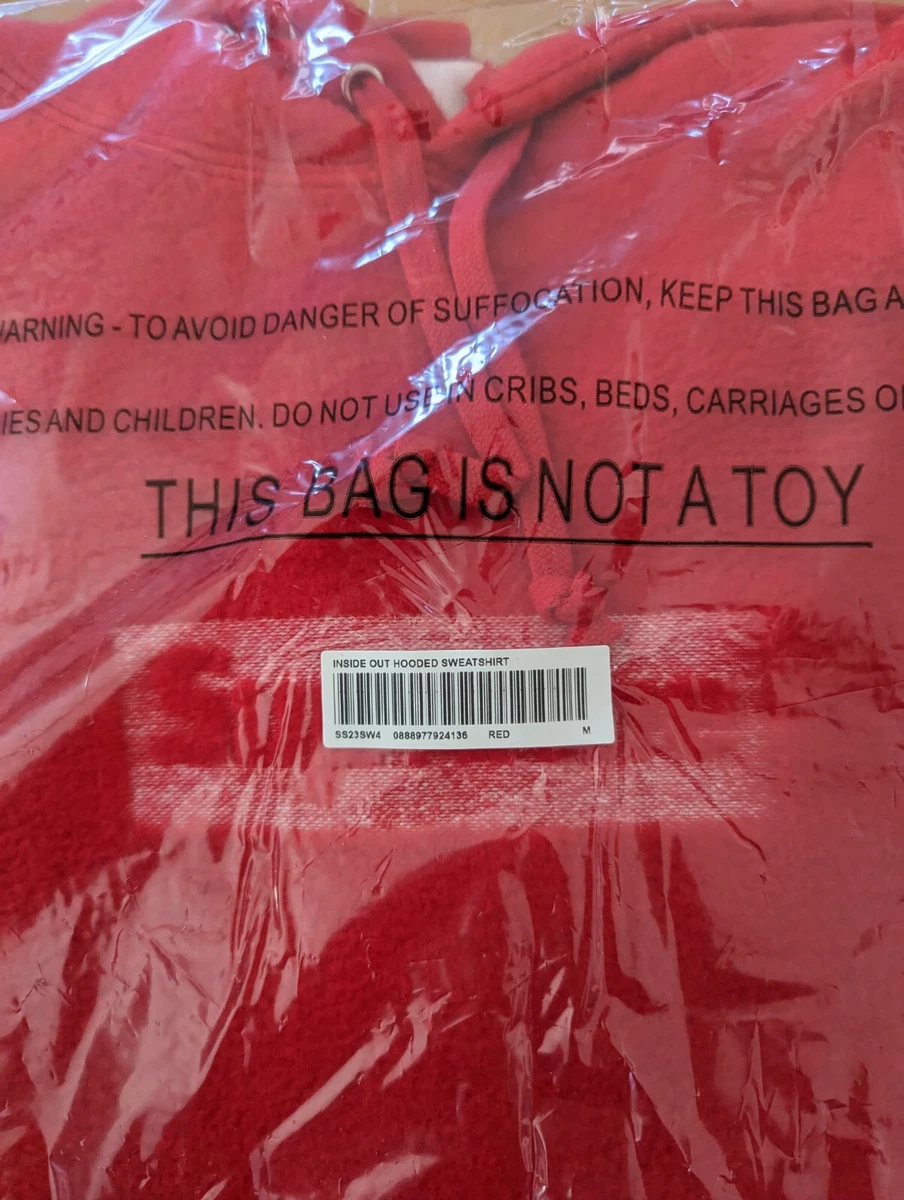 WARNING - TO AVOID DANGER OF SUFFOCATION, KEEP THIS BAG A
IES AND CHILDREN. DO NOT USE IN CRIBS, BEDS, CARRIAGES O
THIS BAG IS NOT A TOY
INSIDE OUT HOODED SWEATSHIRT
SS23SW4 0888977924136 RED M